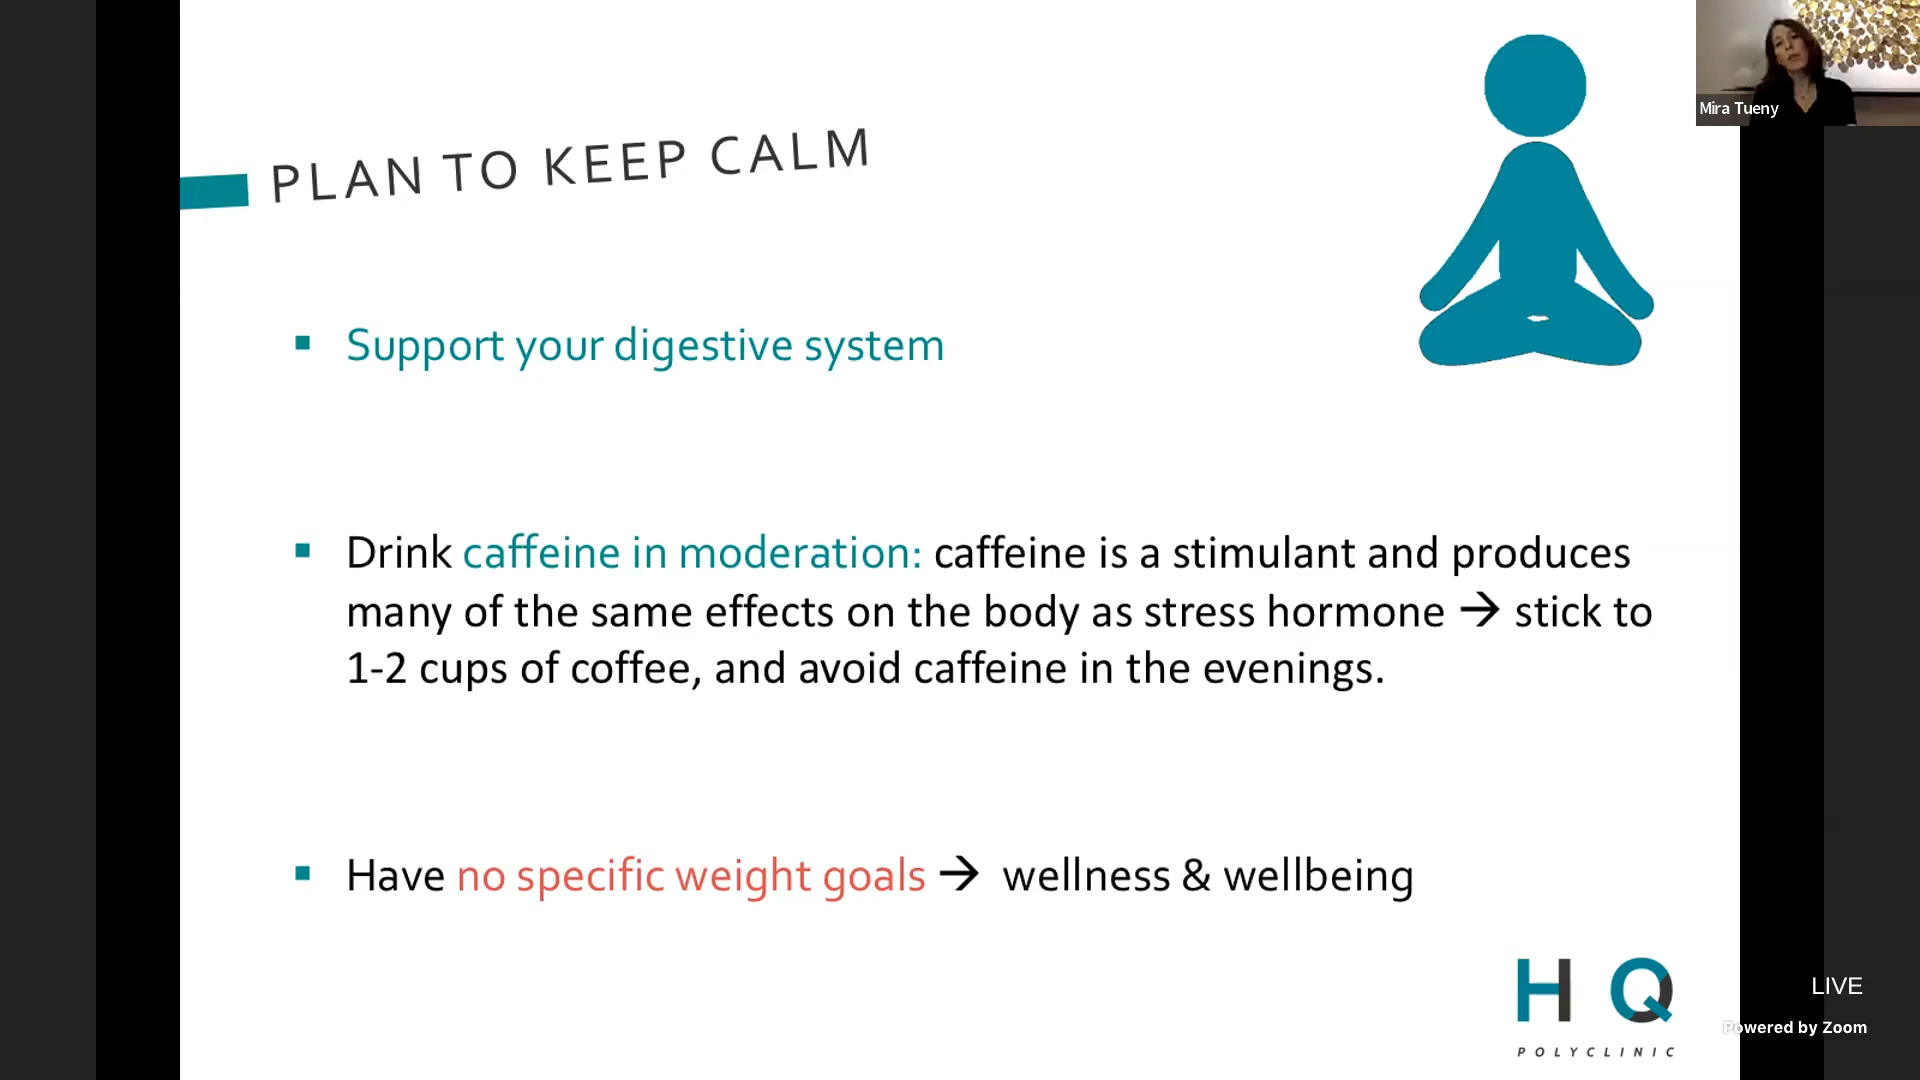 Mira Tueny
PLAN TO KEEP CALM
▪ Support your digestive system
▪ Drink caffeine in moderation: caffeine is a stimulant and produces
many of the same effects on the body as stress hormone → stick to
1-2 cups of coffee, and avoid caffeine in the evenings.
▪ Have no specific weight goals → wellness & wellbeing
H Q
POLYCLINIC
LIVE
Powered by Zoom